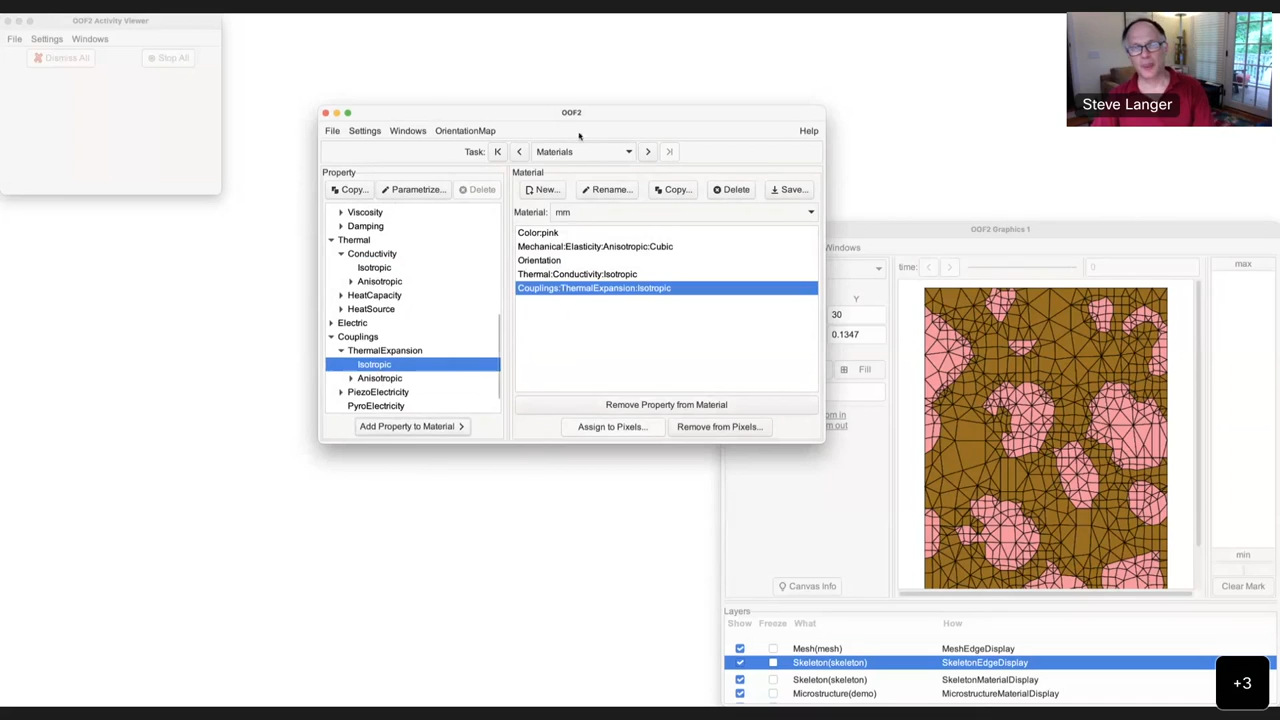 OOF2 Activity Viewer
File Settings Windows
Dismiss All Stop All
Steve Langer
OOF2
File Settings Windows OrientationMap Help
Task: Materials
Property
Copy... Parametrize... Delete
Viscosity
Damping
Thermal
Conductivity
Isotropic
Anisotropic
HeatCapacity
HeatSource
Electric
Couplings
ThermalExpansion
Isotropic
Anisotropic
PiezoElectricity
PyroElectricity
Add Property to Material
Material
New... Rename... Copy... Delete Save...
Material: mm
Color:pink
Mechanical:Elasticity:Anisotropic:Cubic
Orientation
Thermal:Conductivity:Isotropic
Couplings:ThermalExpansion:Isotropic
Remove Property from Material
Assign to Pixels... Remove from Pixels...
OOF2 Graphics 1
Windows
time: 0
max
Y
30
0.1347
Fill
om in
m out
min
Canvas Info
Clear Mark
Layers
Show Freeze What How
Mesh(mesh) MeshEdgeDisplay
Skeleton(skeleton) SkeletonEdgeDisplay
Skeleton(skeleton) SkeletonMaterialDisplay
Microstructure(demo) MicrostructureMaterialDisplay
+3